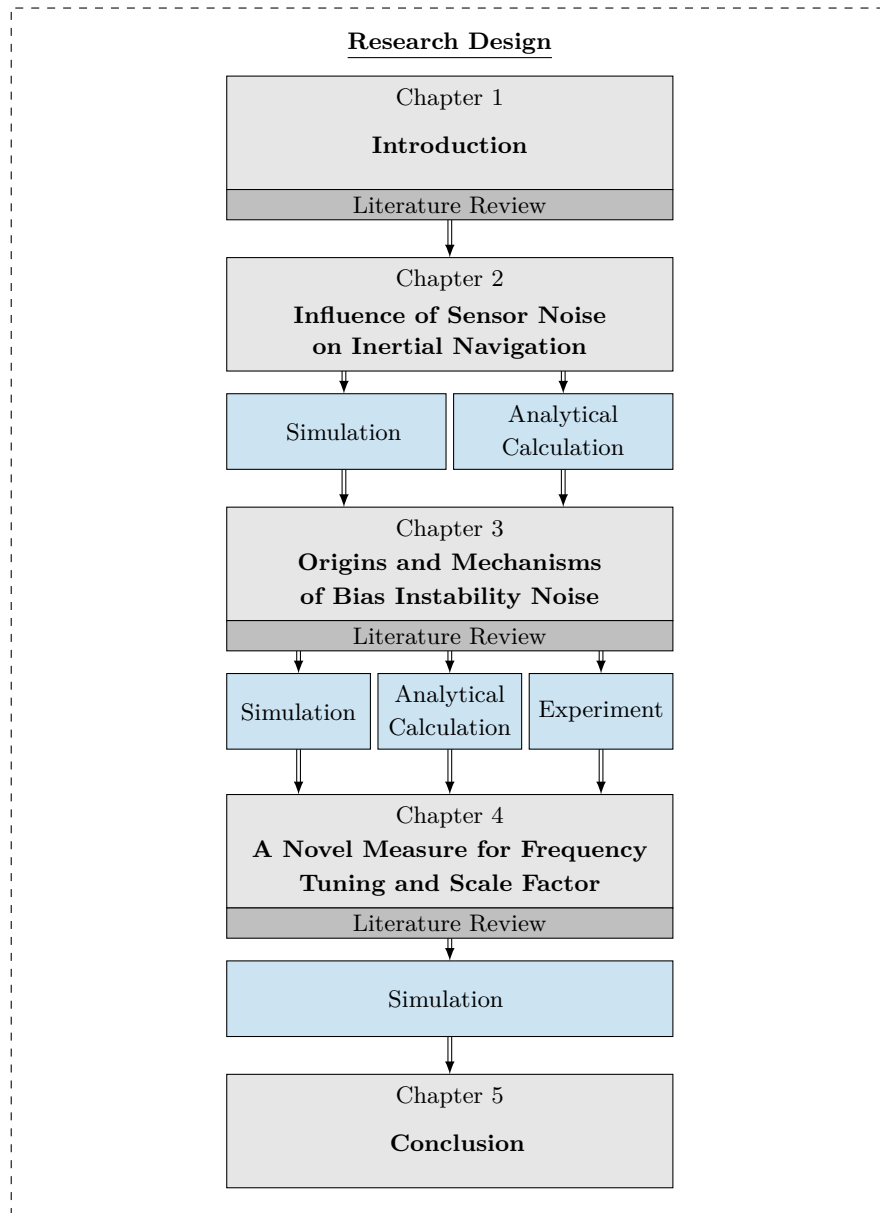 Research Design
Chapter 1
Introduction
Literature Review
Chapter 2
Influence of Sensor Noise
on Inertial Navigation
Simulation
Analytical
Calculation
Chapter 3
Origins and Mechanisms
of Bias Instability Noise
Literature Review
Simulation
Analytical
Calculation
Experiment
Chapter 4
A Novel Measure for Frequency
Tuning and Scale Factor
Literature Review
Simulation
Chapter 5
Conclusion